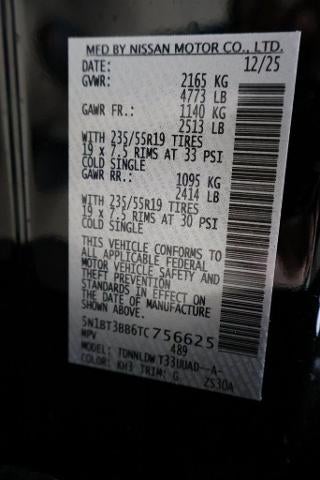 MFD BY NISSAN MOTOR CO., LTD.
DATE: 12/25
GVWR: 2165 KG
4773 LB
GAWR FR.: 1140 KG
2513 LB
WITH 235/55R19 TIRES
19 x 7.5 RIMS AT 33 PSI
COLD SINGLE
GAWR RR.: 1095 KG
2414 LB
WITH 235/55R19 TIRES
19 x 7.5 RIMS AT 30 PSI
COLD SINGLE
THIS VEHICLE CONFORMS TO
ALL APPLICABLE FEDERAL
MOTOR VEHICLE SAFETY AND
THEFT PREVENTION
STANDARDS IN EFFECT ON
THE DATE OF MANUFACTURE
SHOWN ABOVE.
5N1BT3BB6TC756625
MPV 489
MODEL: TDNNLDW T33UUAD--A-
COLOR: KH3 TRIM: G ZS30A